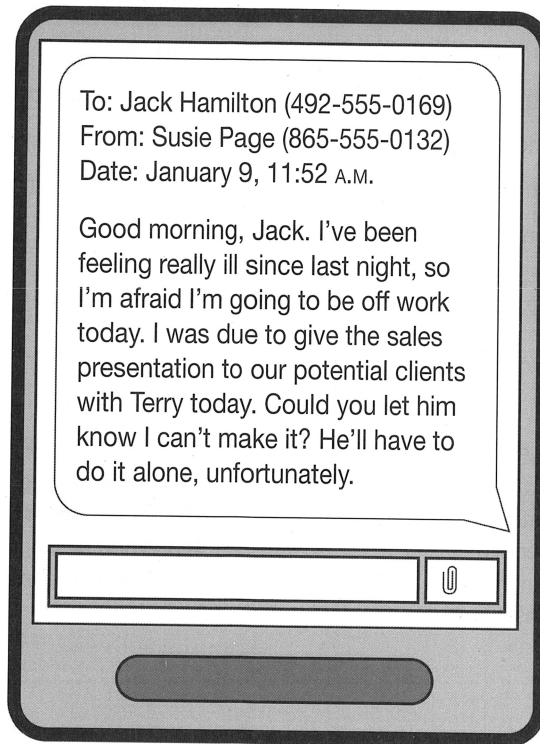 To: Jack Hamilton (492-555-0169)
From: Susie Page (865-555-0132)
Date: January 9, 11:52 A.M.
Good morning, Jack. I've been
feeling really ill since last night, so
I'm afraid I'm going to be off work
today. I was due to give the sales
presentation to our potential clients
with Terry today. Could you let him
know I can't make it? He'll have to
do it alone, unfortunately.